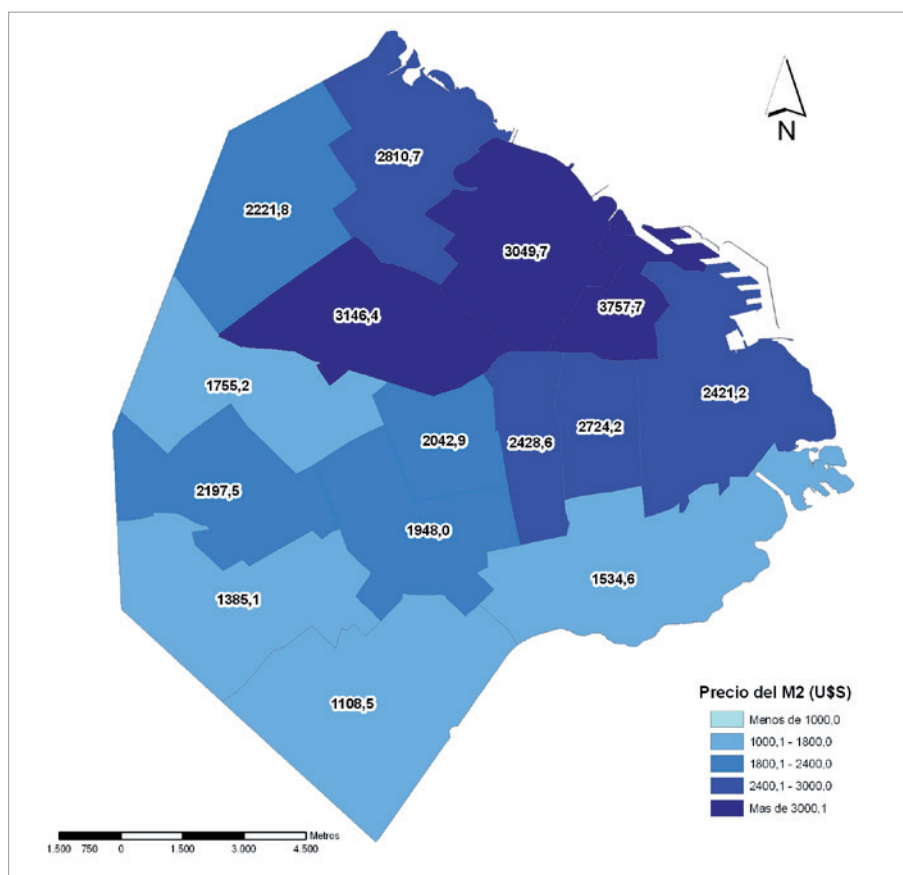 N
2810,7
2221,8
3049,7
3146,4
3757,7
1755,2
2421,2
2042,9
2428,6
2724,2
2197,5
1948,0
1534,6
1385,1
1108,5
Precio del M2 (U$S)
Menos de 1000,0
1000,1 - 1800,0
1800,1 - 2400,0
2400,1 - 3000,0
Mas de 3000,1
Metros
1.500 750 0 1.500 3.000 4.500